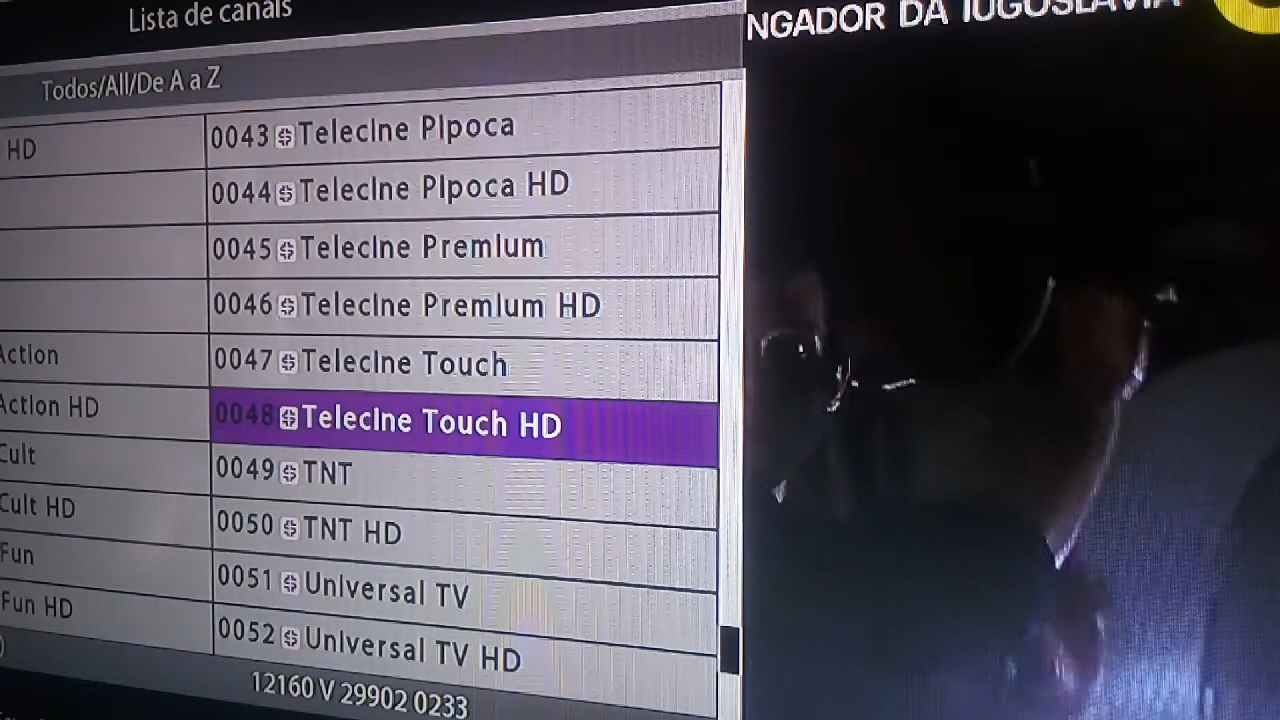 Lista de canais
NGADOR DA IUGOSLAVIA
Todos/All/De A a Z
HD
Action
Action HD
Cult
Cult HD
Fun
Fun HD
0043 $ Telecine Pipoca
0044 $ Telecine Pipoca HD
0045 $ Telecine Premium
0046 $ Telecine Premium HD
0047 $ Telecine Touch
0048 $ Telecine Touch HD
0049 $ TNT
0050 $ TNT HD
0051 $ Universal TV
0052 $ Universal TV HD
12160 V 29902 0233